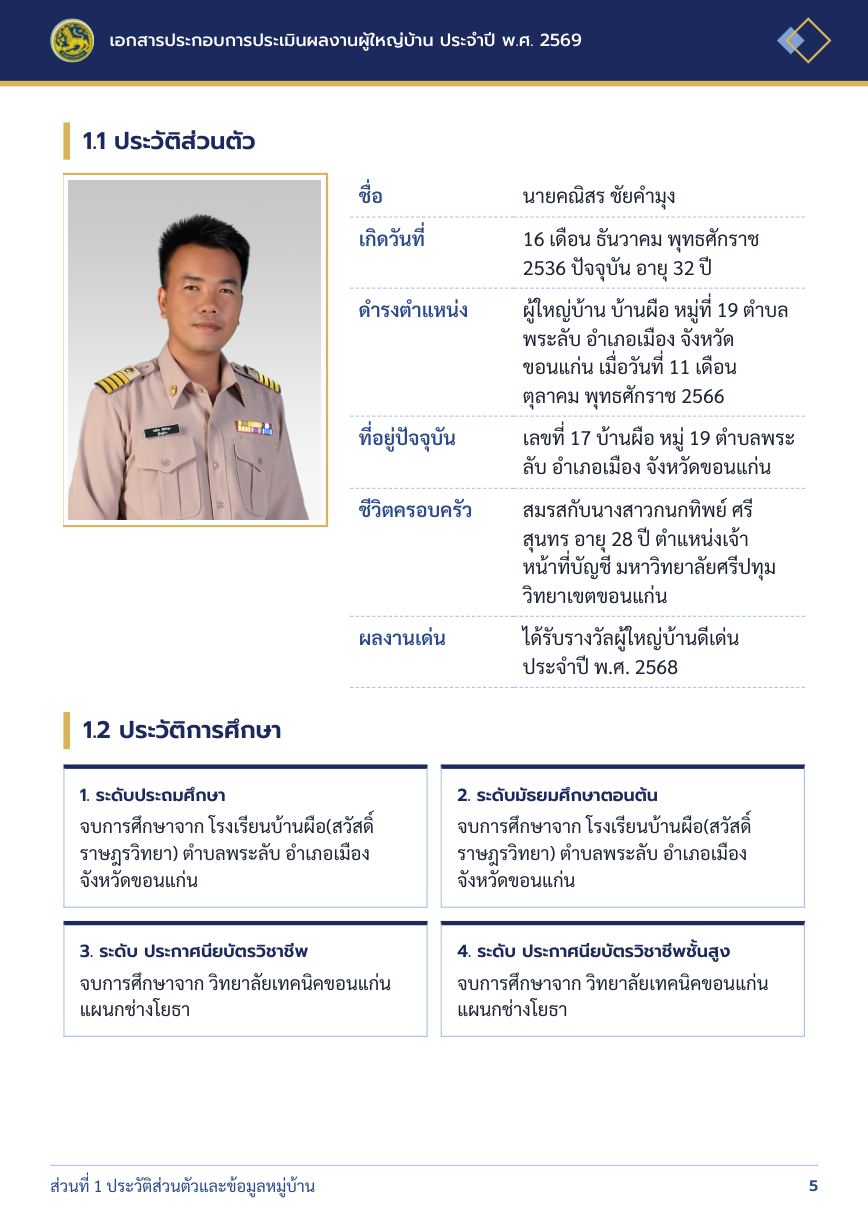 เอกสารประกอบการประเมินผลงานผู้ใหญ่บ้าน ประจำปี พ.ศ. 2569
1.1 ประวัติส่วนตัว
ชื่อ นายคณิสร ชัยคำมุง
เกิดวันที่ 16 เดือน ธันวาคม พุทธศักราช
2536 ปัจจุบัน อายุ 32 ปี
ดำรงตำแหน่ง ผู้ใหญ่บ้าน บ้านผือ หมู่ที่ 19 ตำบล
พระลับ อำเภอเมือง จังหวัด
ขอนแก่น เมื่อวันที่ 11 เดือน
ตุลาคม พุทธศักราช 2566
ที่อยู่ปัจจุบัน เลขที่ 17 บ้านผือ หมู่ 19 ตำบลพระ
ลับ อำเภอเมือง จังหวัดขอนแก่น
ชีวิตครอบครัว สมรสกับนางสาวกนกทิพย์ ศรี
สุนทร อายุ 28 ปี ตำแหน่งเจ้า
หน้าที่บัญชี มหาวิทยาลัยศรีปทุม
วิทยาเขตขอนแก่น
ผลงานเด่น ได้รับรางวัลผู้ใหญ่บ้านดีเด่น
ประจำปี พ.ศ. 2568
1.2 ประวัติการศึกษา
1. ระดับประถมศึกษา
จบการศึกษาจาก โรงเรียนบ้านผือ(สวัสดิ์
ราษฎรวิทยา) ตำบลพระลับ อำเภอเมือง
จังหวัดขอนแก่น
2. ระดับมัธยมศึกษาตอนต้น
จบการศึกษาจาก โรงเรียนบ้านผือ(สวัสดิ์
ราษฎรวิทยา) ตำบลพระลับ อำเภอเมือง
จังหวัดขอนแก่น
3. ระดับ ประกาศนียบัตรวิชาชีพ
จบการศึกษาจาก วิทยาลัยเทคนิคขอนแก่น
แผนกช่างโยธา
4. ระดับ ประกาศนียบัตรวิชาชีพชั้นสูง
จบการศึกษาจาก วิทยาลัยเทคนิคขอนแก่น
แผนกช่างโยธา
ส่วนที่ 1 ประวัติส่วนตัวและข้อมูลหมู่บ้าน 5